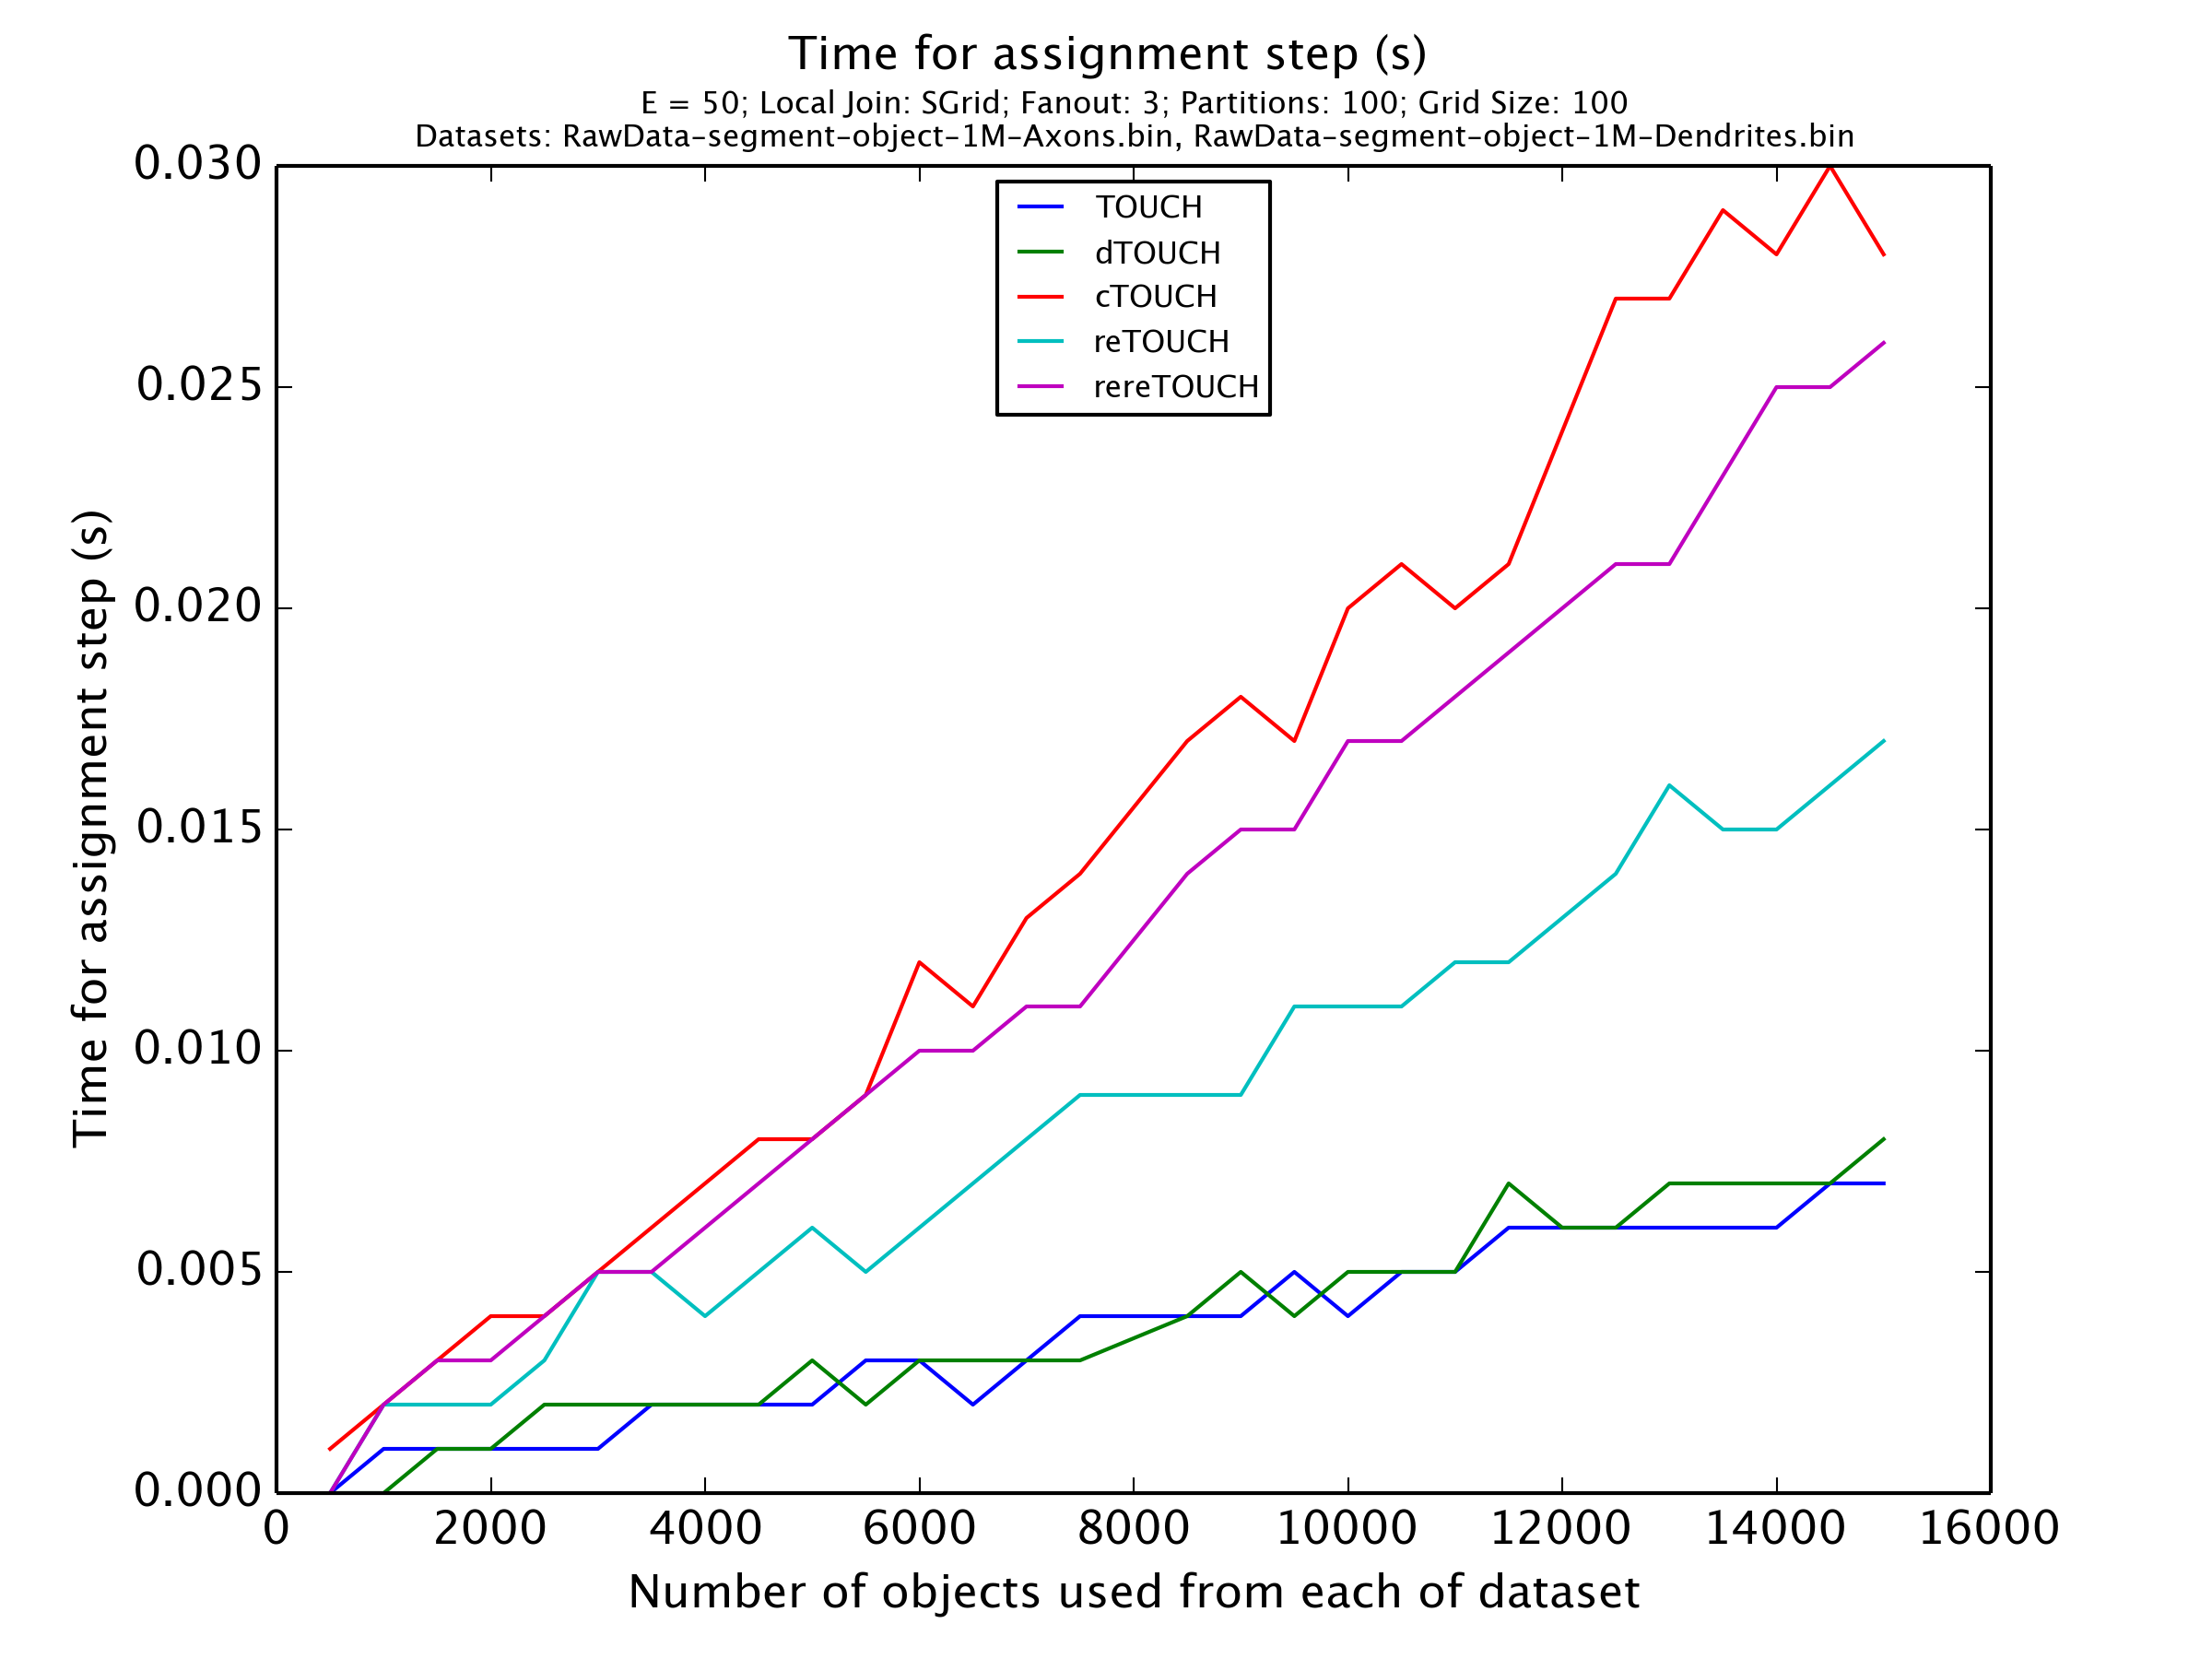 Time for assignment step (s)
E = 50; Local Join: SGrid; Fanout: 3; Partitions: 100; Grid Size: 100
Datasets: RawData-segment-object-1M-Axons.bin, RawData-segment-object-1M-Dendrites.bin
TOUCH
dTOUCH
cTOUCH
reTOUCH
rereTOUCH
Time for assignment step (s)
0.030
0.025
0.020
0.015
0.010
0.005
0.000
0 2000 4000 6000 8000 10000 12000 14000 16000
Number of objects used from each of dataset